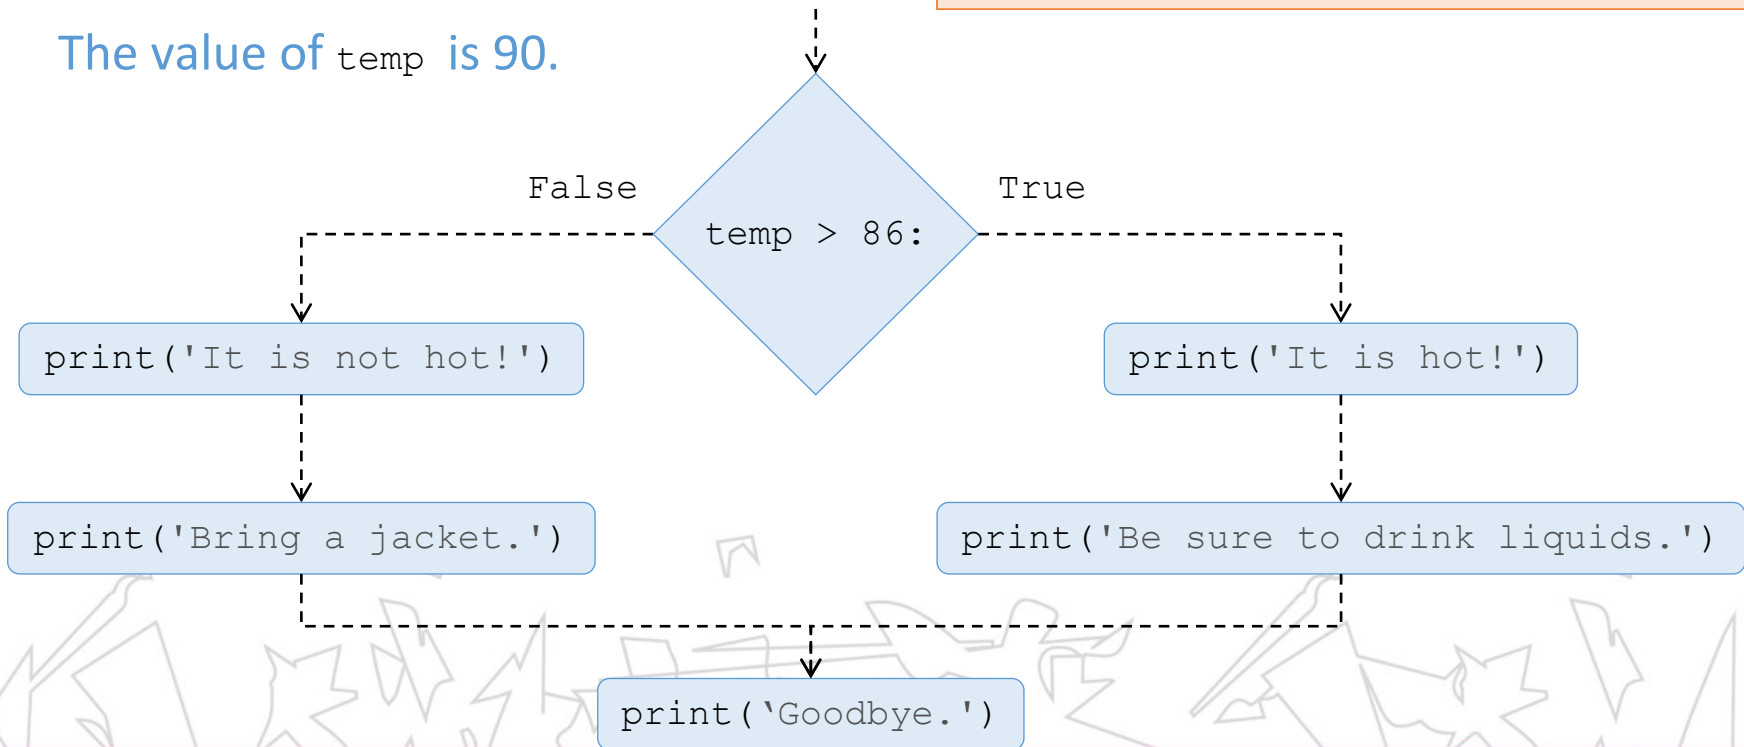 The value of temp is 90.
False
True
temp > 86:
print('It is not hot!')
print('It is hot!')
print('Bring a jacket.')
print('Be sure to drink liquids.')
print(‘Goodbye.')